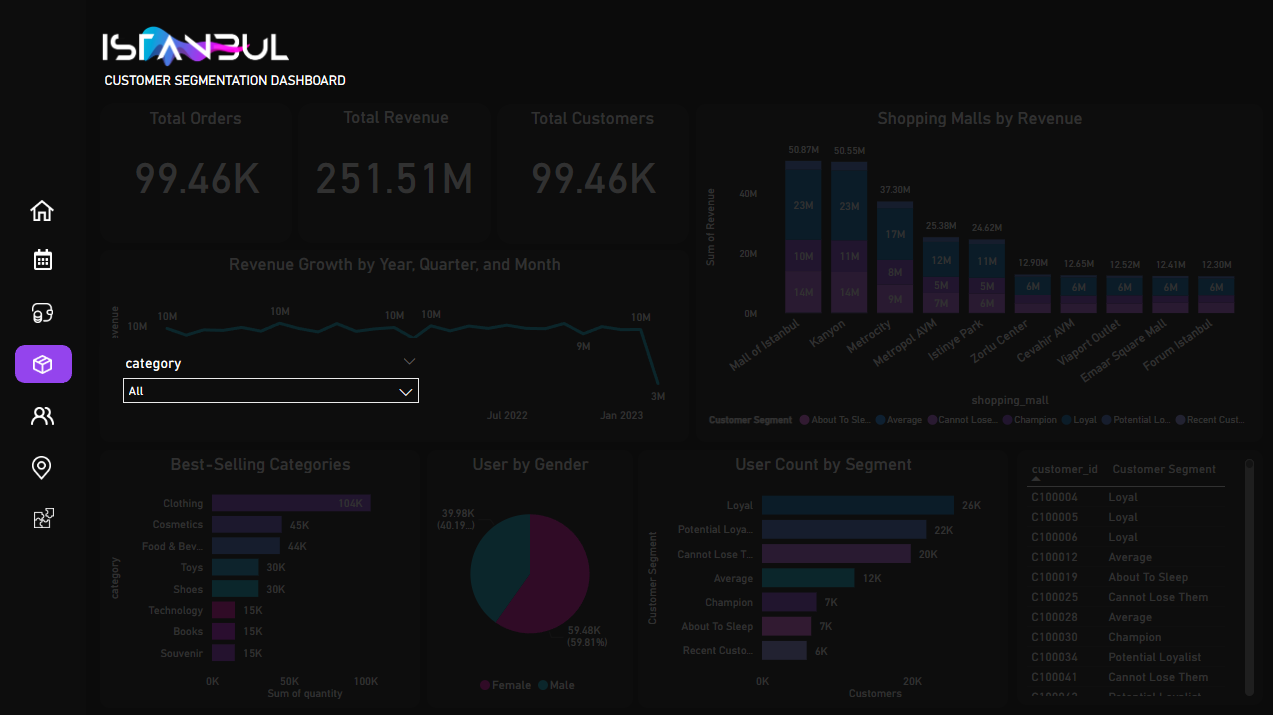 ISTANBUL
CUSTOMER SEGMENTATION DASHBOARD
Total Orders
99.46K
Total Revenue
251.51M
Total Customers
99.46K
Shopping Malls by Revenue
Sum of Revenue
40M
20M
0M
50.87M
50.55M
37.30M
25.38M
24.62M
12.90M
12.65M
12.52M
12.41M
12.30M
23M
23M
17M
12M
11M
6M
6M
6M
6M
6M
10M
11M
8M
5M
5M
14M
14M
9M
7M
6M
Mall of Istanbul
Kanyon
Metrocity
Metropol AVM
Istinye Park
Zorlu Center
Cevahir AVM
Viaport Outlet
Emaar Square Mall
Forum Istanbul
shopping_mall
Customer Segment
About To Sle...
Average
Cannot Lose...
Champion
Loyal
Potential Lo...
Recent Cust...
Revenue Growth by Year, Quarter, and Month
venue
10M
10M
10M
10M
10M
10M
9M
3M
Jul 2022
Jan 2023
category
All
Best-Selling Categories
category
Clothing 104K
Cosmetics 45K
Food & Bev... 44K
Toys 30K
Shoes 30K
Technology 15K
Books 15K
Souvenir 15K
0K 50K 100K
Sum of quantity
User by Gender
39.98K
(40.19...)
59.48K
(59.81%)
Female Male
User Count by Segment
Customer Segment
Loyal 26K
Potential Loya... 22K
Cannot Lose T... 20K
Average 12K
Champion 7K
About To Sleep 7K
Recent Custo... 6K
0K 20K
Customers
customer_id Customer Segment
C100004 Loyal
C100005 Loyal
C100006 Loyal
C100012 Average
C100019 About To Sleep
C100025 Cannot Lose Them
C100028 Average
C100030 Champion
C100034 Potential Loyalist
C100041 Cannot Lose Them
Potential Loyalist